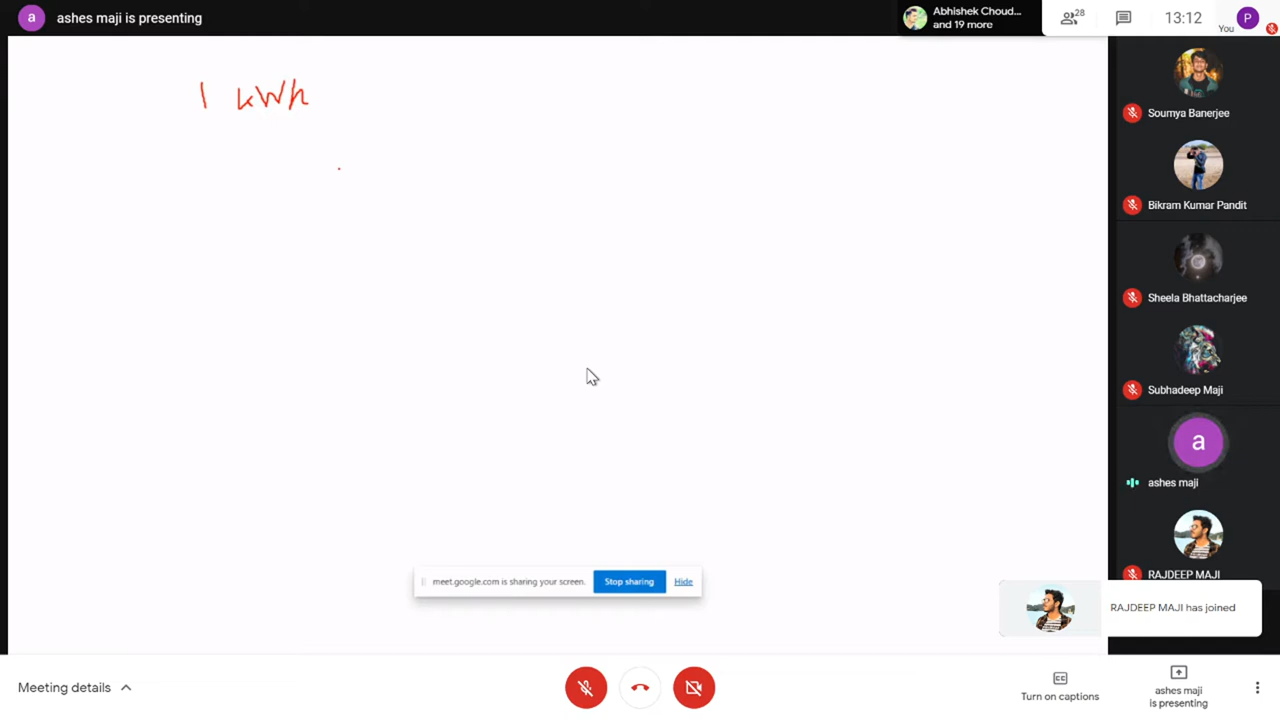 a ashes maji is presenting
Abhishek Choud...
and 19 more
28
13:12
You
P
1 kWh
Soumya Banerjee
Bikram Kumar Pandit
Sheela Bhattacharjee
Subhadeep Maji
a
ashes maji
RAJDEEP MAJI
meet.google.com is sharing your screen. Stop sharing Hide
RAJDEEP MAJI has joined
Meeting details
CC
Turn on captions
ashes maji
is presenting